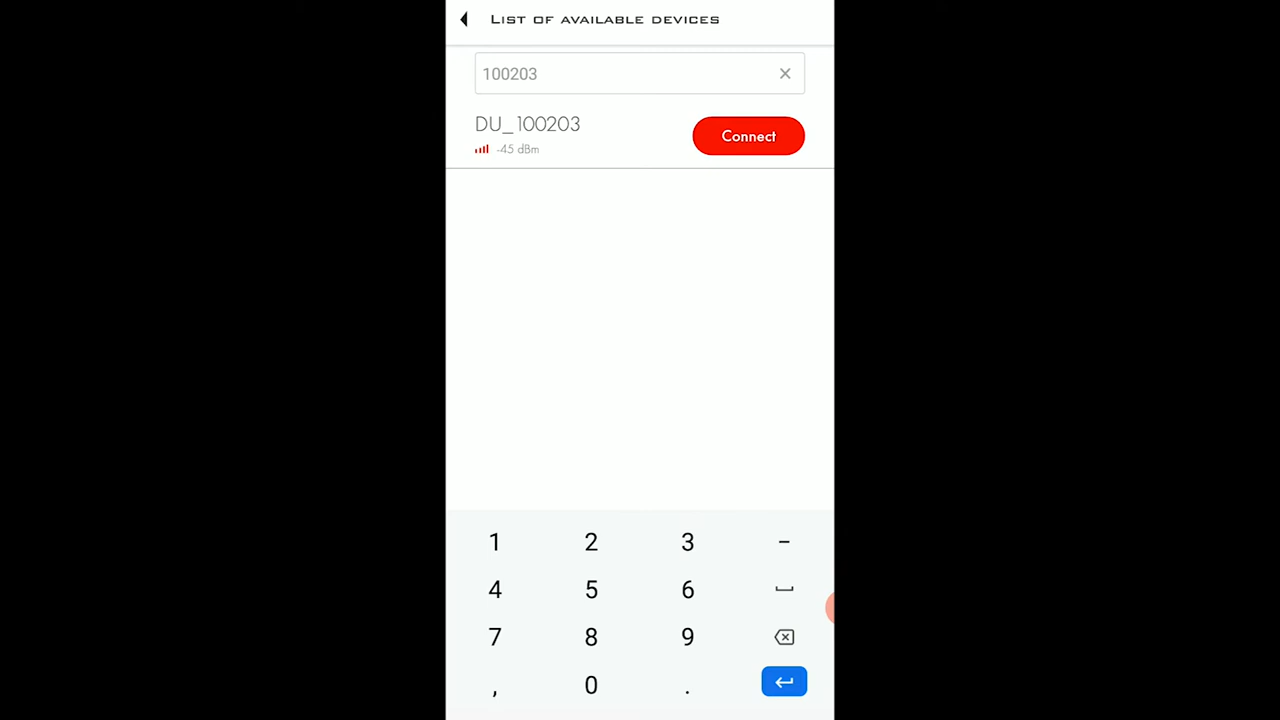 LIST OF AVAILABLE DEVICES
100203
DU_100203
Connect
-45 dBm
1 2 3 -
4 5 6
7 8 9
, 0 .